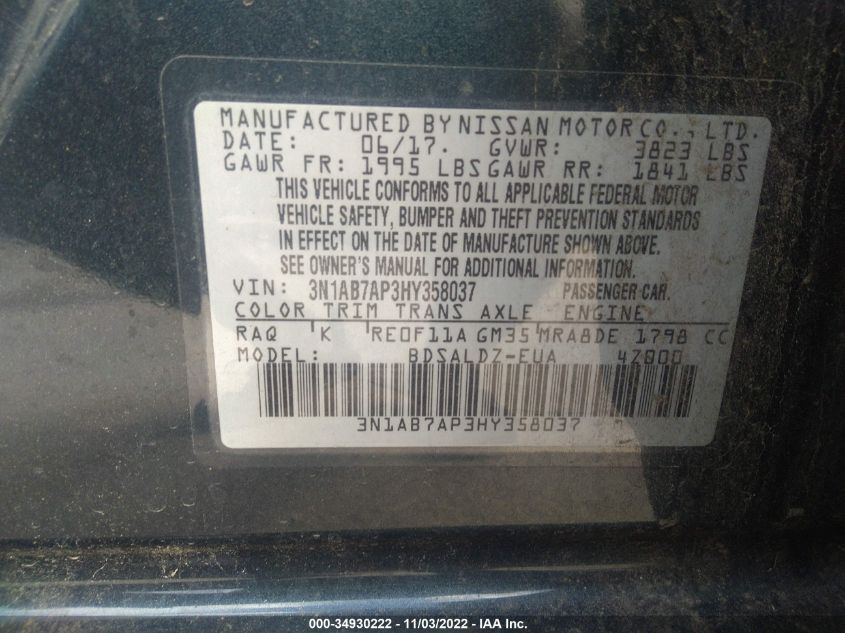 MANUFACTURED BY NISSAN MOTOR CO., LTD.
DATE: 06/17. GVWR: 3823 LBS
GAWR FR: 1995 LBS GAWR RR: 1841 LBS
THIS VEHICLE CONFORMS TO ALL APPLICABLE FEDERAL MOTOR
VEHICLE SAFETY, BUMPER AND THEFT PREVENTION STANDARDS
IN EFFECT ON THE DATE OF MANUFACTURE SHOWN ABOVE.
SEE OWNER'S MANUAL FOR ADDITIONAL INFORMATION.
VIN: 3N1AB7AP3HY358037 PASSENGER CAR.
COLOR TRIM TRANS AXLE ENGINE
RAQ K RE0F11A GM35 MRA8DE 1798 CC
MODEL: BDSALDZ-EUA 4Z000
3N1AB7AP3HY358037
000-34930222 - 11/03/2022 - IAA Inc.